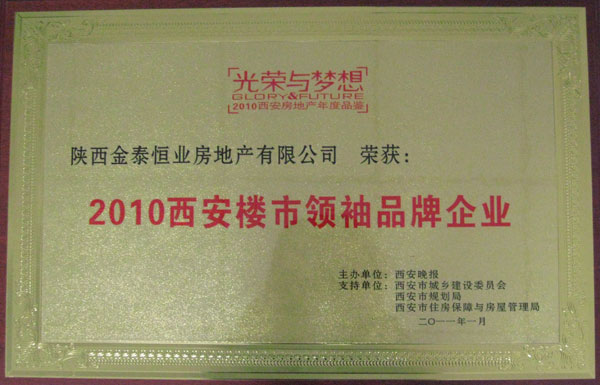 光荣与梦想
GLORY&FUTURE
2010西安房地产年度品鉴
陕西金泰恒业房地产有限公司 荣获：
2010西安楼市领袖品牌企业
主办单位：西安晚报
支持单位：西安市城乡建设委员会
西安市规划局
西安市住房保障与房屋管理局
二〇一一年一月